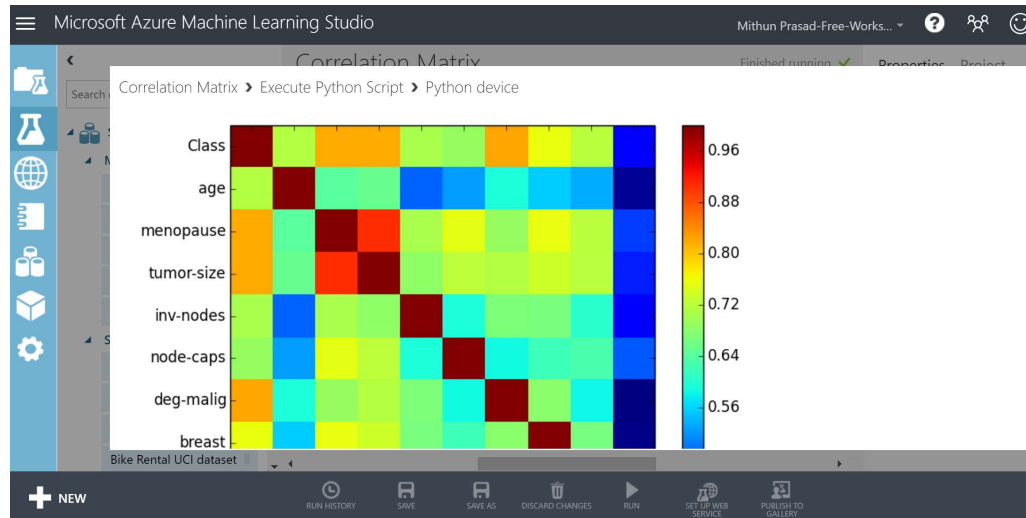 Microsoft Azure Machine Learning Studio
Mithun Prasad-Free-Works...
?
Correlation Matrix
Finished running
Properties Project
Search
Correlation Matrix > Execute Python Script > Python device
Class
age
menopause
tumor-size
inv-nodes
node-caps
deg-malig
breast
0.96
0.88
0.80
0.72
0.64
0.56
S
M
S
Bike Rental UCI dataset
NEW
RUN HISTORY
SAVE
SAVE AS
DISCARD CHANGES
RUN
SET UP WEB
SERVICE
PUBLISH TO
GALLERY